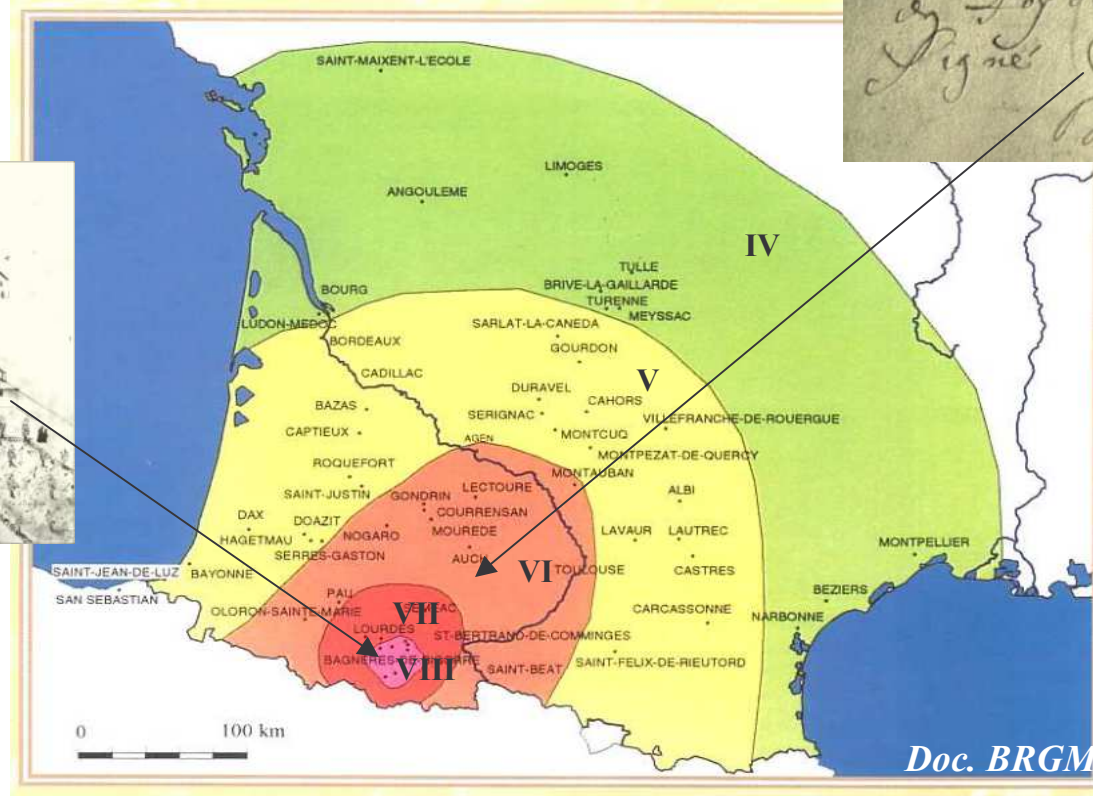 Signé
SAINT-MAIXENT-L'ECOLE
LIMOGES
ANGOULEME
IV
TULLE
BRIVE-LA-GAILLARDE
TURENNE
MEYSSAC
BOURG
LUDON-MEDOC
BORDEAUX
SARLAT-LA-CANEDA
GOURDON
CADILLAC
V
DURAVEL
CAHORS
BAZAS
SERIGNAC
VILLEFRANCHE-DE-ROUERGUE
CAPTIEUX
AGEN
MONTCUQ
MONTPEZAT-DE-QUERCY
ROQUEFORT
MONTAUBAN
LECTOURE
SAINT-JUSTIN
GONDRIN
ALBI
COURRENSAN
DAX
DOAZIT
NOGARO
MOUREDE
LAVAUR
LAUTREC
HAGETMAU
SERRES-GASTON
AUCH
MONTPELLIER
SAINT-JEAN-DE-LUZ
BAYONNE
VI
TOULOUSE
CASTRES
SAN SEBASTIAN
PAU
BEZIERS
OLORON-SAINTE-MARIE
VII
CARCASSONNE
NARBONNE
LOURDES
ST-BERTRAND-DE-COMMINGES
BAGNERES-DE-BIGORRE
VIII
SAINT-BEAT
SAINT-FELIX-DE-RIEUTORD
0 100 km
Doc. BRGM